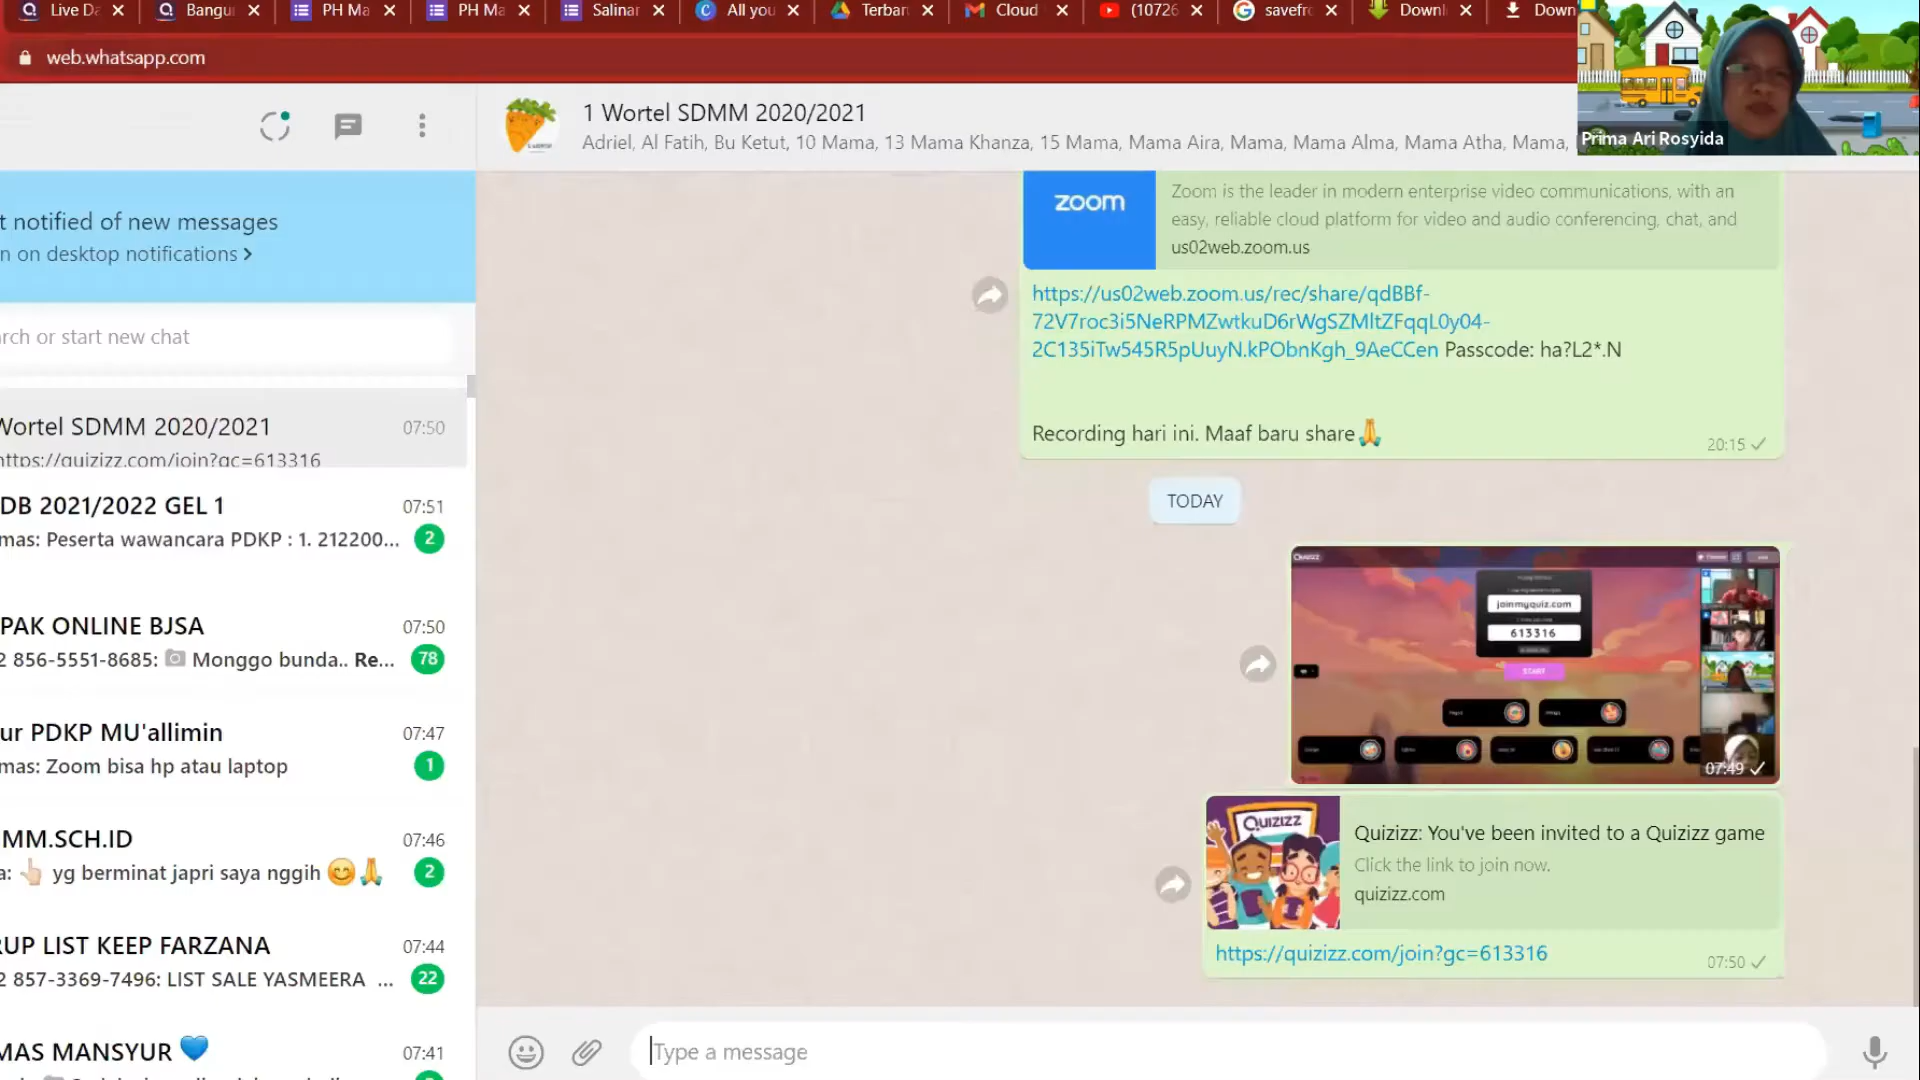 Live Da
Bangu
PH Ma
PH Ma
Salinar
All you
Terban
Cloud
(10726
savefro
Downl
Down
web.whatsapp.com
Prima Ari Rosyida
1 Wortel SDMM 2020/2021
Adriel, Al Fatih, Bu Ketut, 10 Mama, 13 Mama Khanza, 15 Mama, Mama Aira, Mama, Mama Alma, Mama Atha, Mama,
t notified of new messages
n on desktop notifications >
rch or start new chat
Wortel SDMM 2020/2021 07:50
https://quizizz.com/join?gc=613316
DB 2021/2022 GEL 1 07:51
mas: Peserta wawancara PDKP : 1. 212200... 2
PAK ONLINE BJSA 07:50
2 856-5551-8685: Monggo bunda.. Re... 78
ur PDKP MU'allimin 07:47
mas: Zoom bisa hp atau laptop 1
MM.SCH.ID 07:46
a: 👆🏻 yg berminat japri saya nggih 😊🙏 2
RUP LIST KEEP FARZANA 07:44
2 857-3369-7496: LIST SALE YASMEERA ... 22
MAS MANSYUR 💙 07:41
zoom
Zoom is the leader in modern enterprise video communications, with an
easy, reliable cloud platform for video and audio conferencing, chat, and
us02web.zoom.us
https://us02web.zoom.us/rec/share/qdBBf-
72V7roc3i5NeRPMZwtkuD6rWgSZMltZFqqL0y04-
2C135iTw545R5pUuyN.kPObnKgh_9AeCCen Passcode: ha?L2*.N
Recording hari ini. Maaf baru share🙏
20:15
TODAY
Quizizz
joinmyquiz.com
613316
START
07:49
Quizizz
Quizizz: You've been invited to a Quizizz game
Click the link to join now.
quizizz.com
https://quizizz.com/join?gc=613316
07:50
Type a message